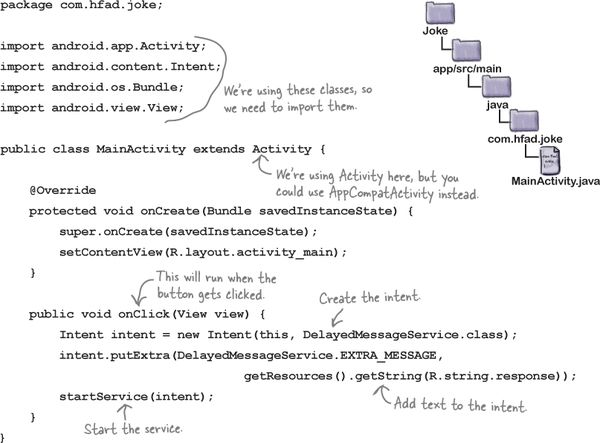 package com.hfad.joke;
import android.app.Activity;
import android.content.Intent;
import android.os.Bundle;
import android.view.View;
We're using these classes, so
we need to import them.
Joke
app/src/main
java
com.hfad.joke
MainActivity.java
public class MainActivity extends Activity {
We're using Activity here, but you
could use AppCompatActivity instead.
@Override
protected void onCreate(Bundle savedInstanceState) {
super.onCreate(savedInstanceState);
setContentView(R.layout.activity_main);
}
This will run when the
button gets clicked.
public void onClick(View view) {
Create the intent.
Intent intent = new Intent(this, DelayedMessageService.class);
intent.putExtra(DelayedMessageService.EXTRA_MESSAGE,
getResources().getString(R.string.response));
startService(intent);
Add text to the intent.
}
Start the service.
}